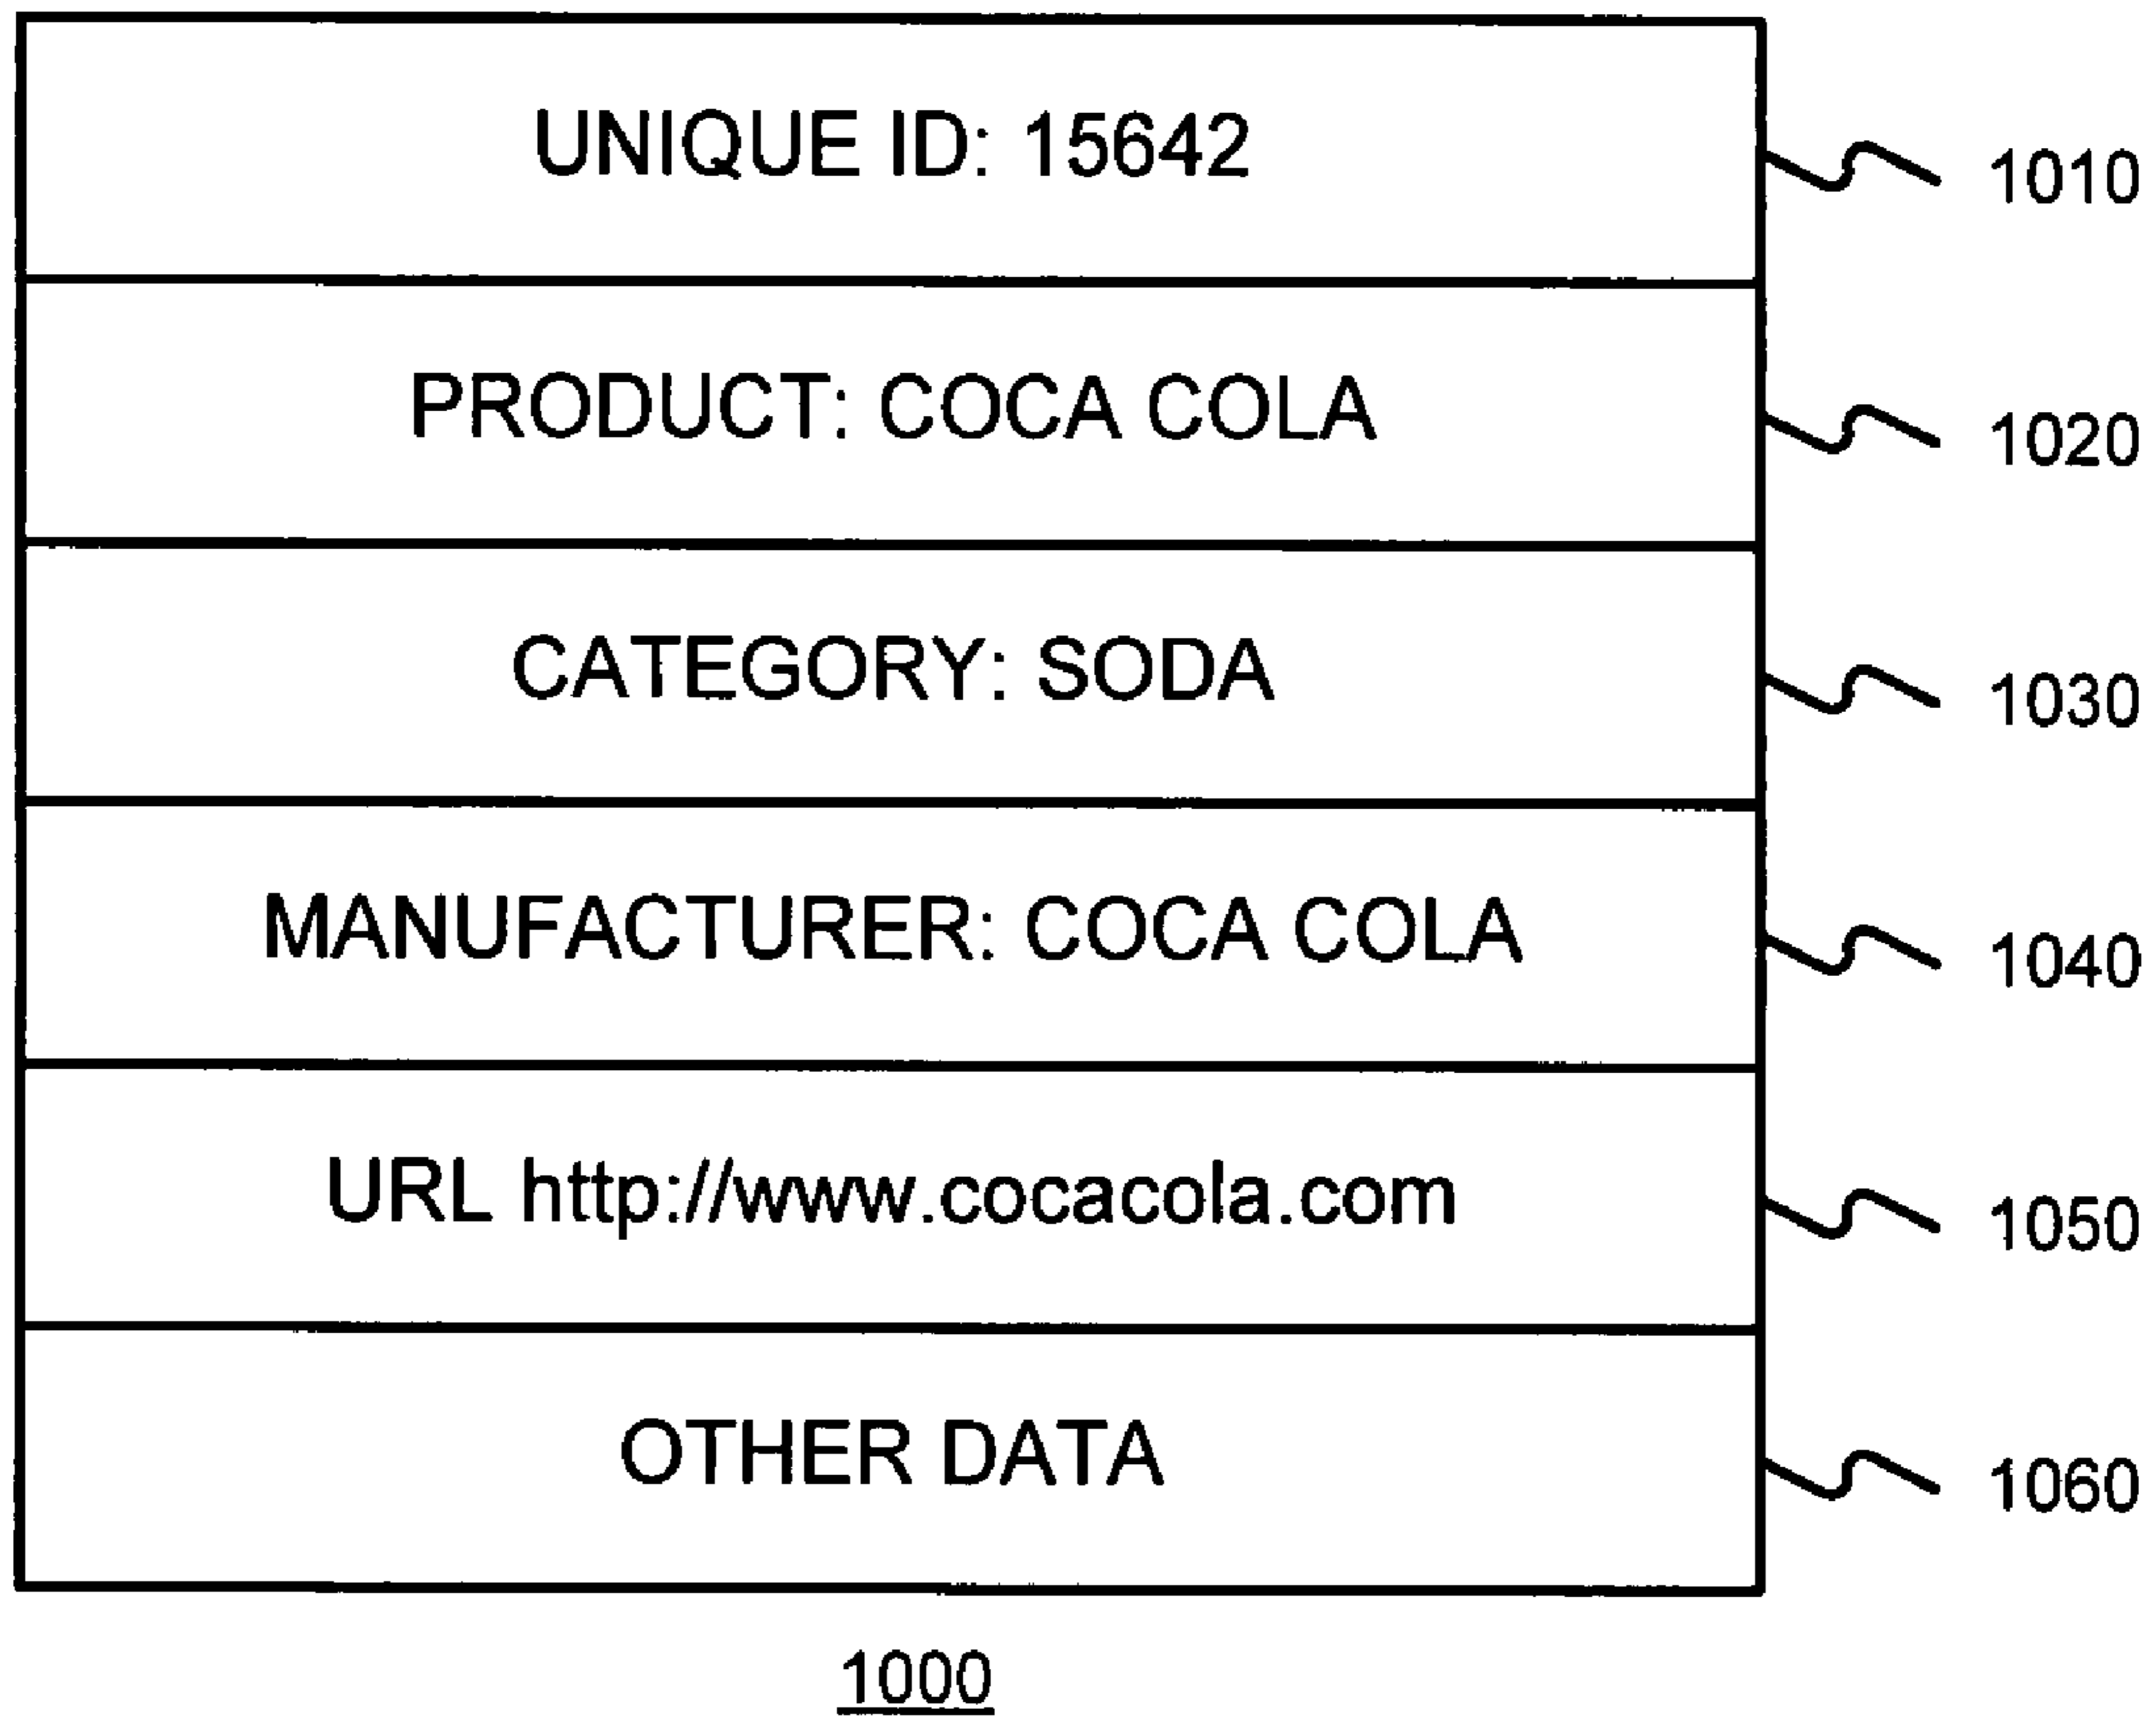 UNIQUE ID: 15642 1010
PRODUCT: COCA COLA 1020
CATEGORY: SODA 1030
MANUFACTURER: COCA COLA 1040
URL http://www.cocacola.com 1050
OTHER DATA 1060
1000